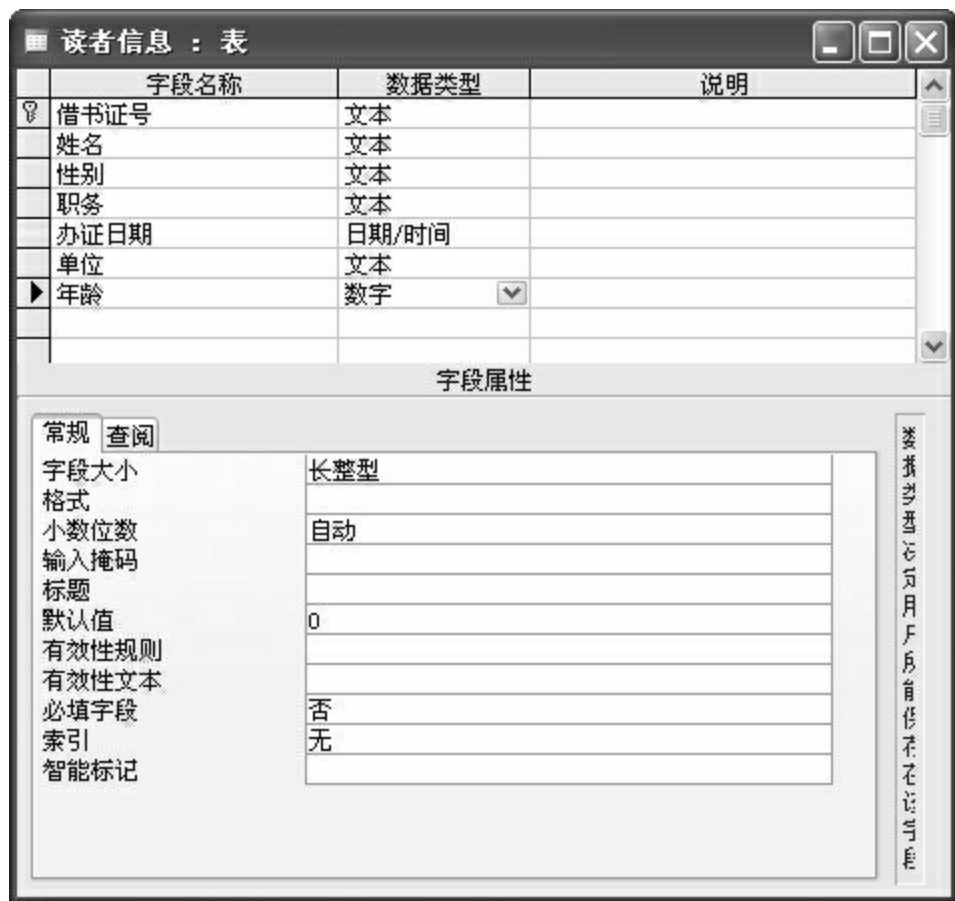 读者信息 : 表
字段名称 数据类型 说明
借书证号 文本
姓名 文本
性别 文本
职务 文本
办证日期 日期/时间
单位 文本
年龄 数字
字段属性
常规 查阅
字段大小 长整型
格式
小数位数 自动
输入掩码
标题
默认值 0
有效性规则
有效性文本
必填字段 否
索引 无
智能标记